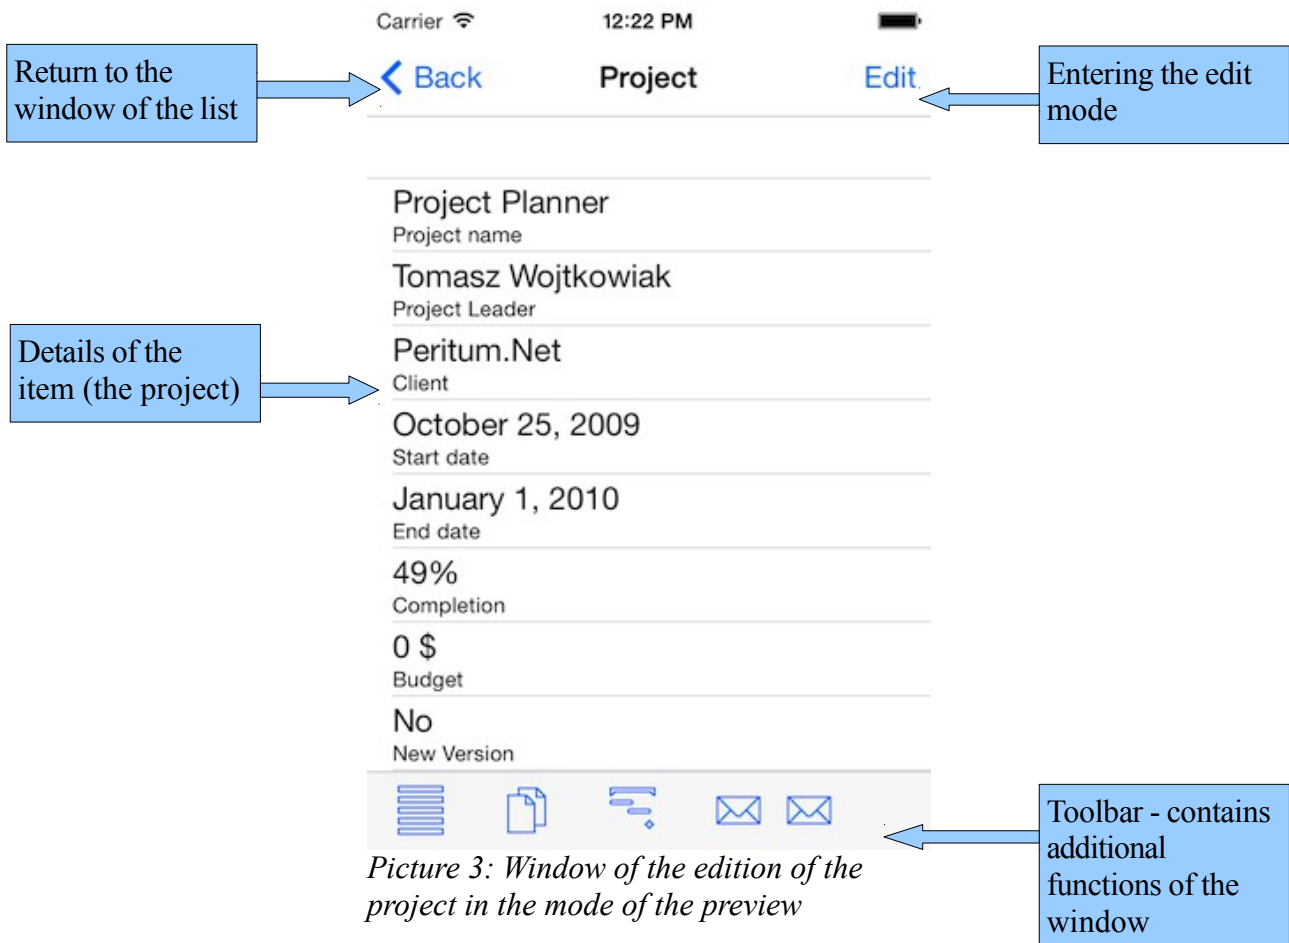 Carrier 12:22 PM
Return to the
window of the list
Back Project Edit
Entering the edit
mode
Project Planner
Project name
Tomasz Wojtkowiak
Project Leader
Details of the
item (the project)
Peritum.Net
Client
October 25, 2009
Start date
January 1, 2010
End date
49%
Completion
0 $
Budget
No
New Version
Toolbar - contains
additional
functions of the
window
Picture 3: Window of the edition of the
project in the mode of the preview